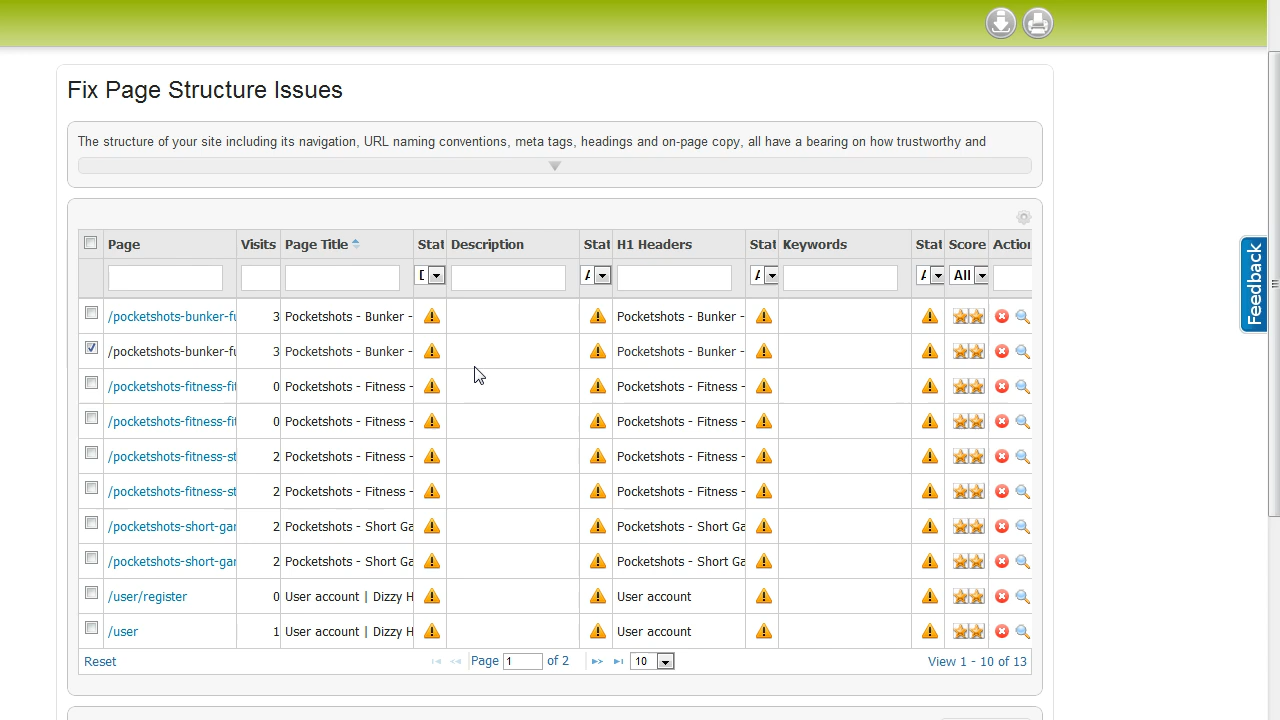 Fix Page Structure Issues
The structure of your site including its navigation, URL naming conventions, meta tags, headings and on-page copy, all have a bearing on how trustworthy and
Page Visits Page Title Stat Description Stat H1 Headers Stat Keywords Stat Score Action
All
/pocketshots-bunker-fu 3 Pocketshots - Bunker - Pocketshots - Bunker -
/pocketshots-bunker-fu 3 Pocketshots - Bunker - Pocketshots - Bunker -
/pocketshots-fitness-fit 0 Pocketshots - Fitness - Pocketshots - Fitness -
/pocketshots-fitness-fit 0 Pocketshots - Fitness - Pocketshots - Fitness -
/pocketshots-fitness-st 2 Pocketshots - Fitness - Pocketshots - Fitness -
/pocketshots-fitness-st 2 Pocketshots - Fitness - Pocketshots - Fitness -
/pocketshots-short-gar 2 Pocketshots - Short Ga Pocketshots - Short Ga
/pocketshots-short-gar 2 Pocketshots - Short Ga Pocketshots - Short Ga
/user/register 0 User account | Dizzy H User account
/user 1 User account | Dizzy H User account
Reset Page 1 of 2 10 View 1 - 10 of 13
Feedback